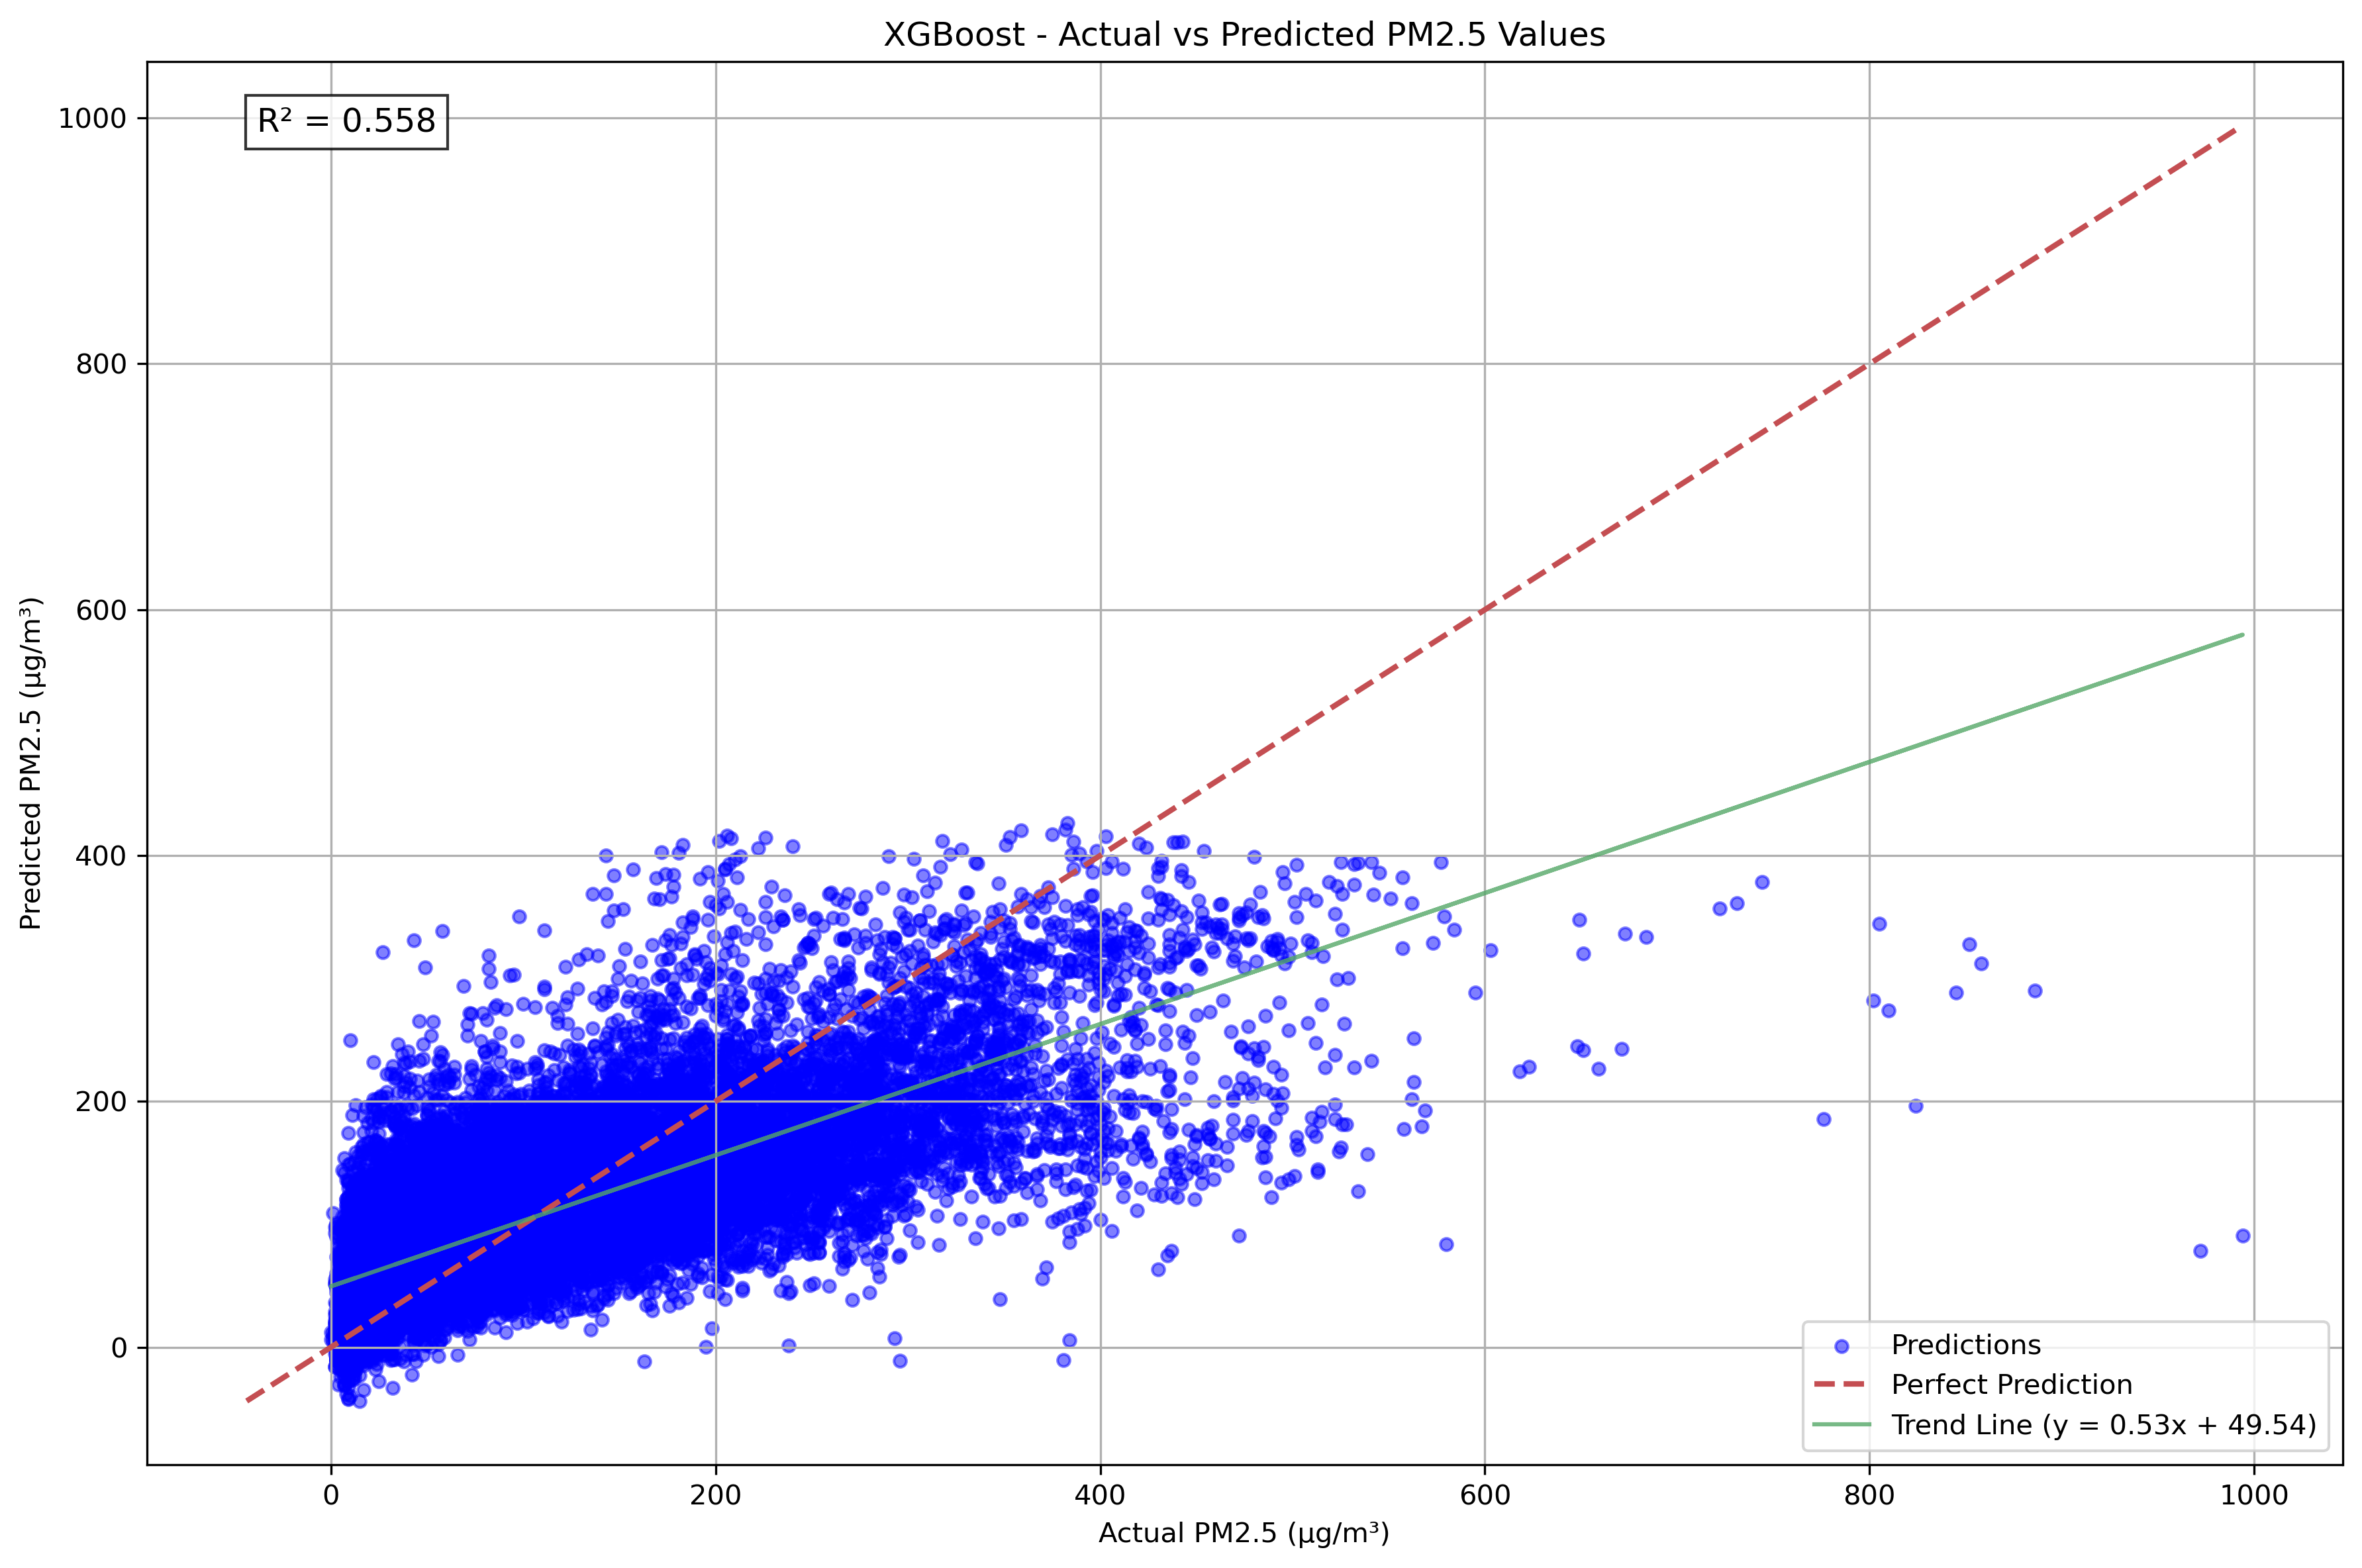 XGBoost - Actual vs Predicted PM2.5 Values
R² = 0.558
1000
800
600
400
200
0
Predicted PM2.5 (μg/m³)
0 200 400 600 800 1000
Actual PM2.5 (μg/m³)
Predictions
Perfect Prediction
Trend Line (y = 0.53x + 49.54)